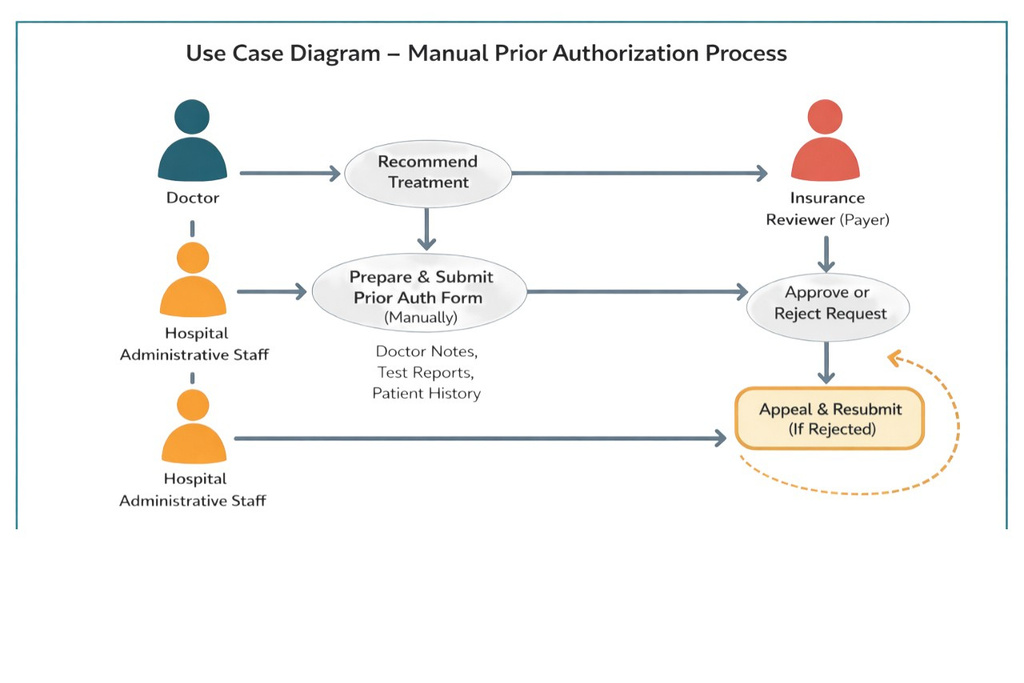 Use Case Diagram – Manual Prior Authorization Process
Doctor
Recommend
Treatment
Insurance
Reviewer (Payer)
Hospital
Administrative Staff
Prepare & Submit
Prior Auth Form
(Manually)
Doctor Notes,
Test Reports,
Patient History
Approve or
Reject Request
Appeal & Resubmit
(If Rejected)
Hospital
Administrative Staff